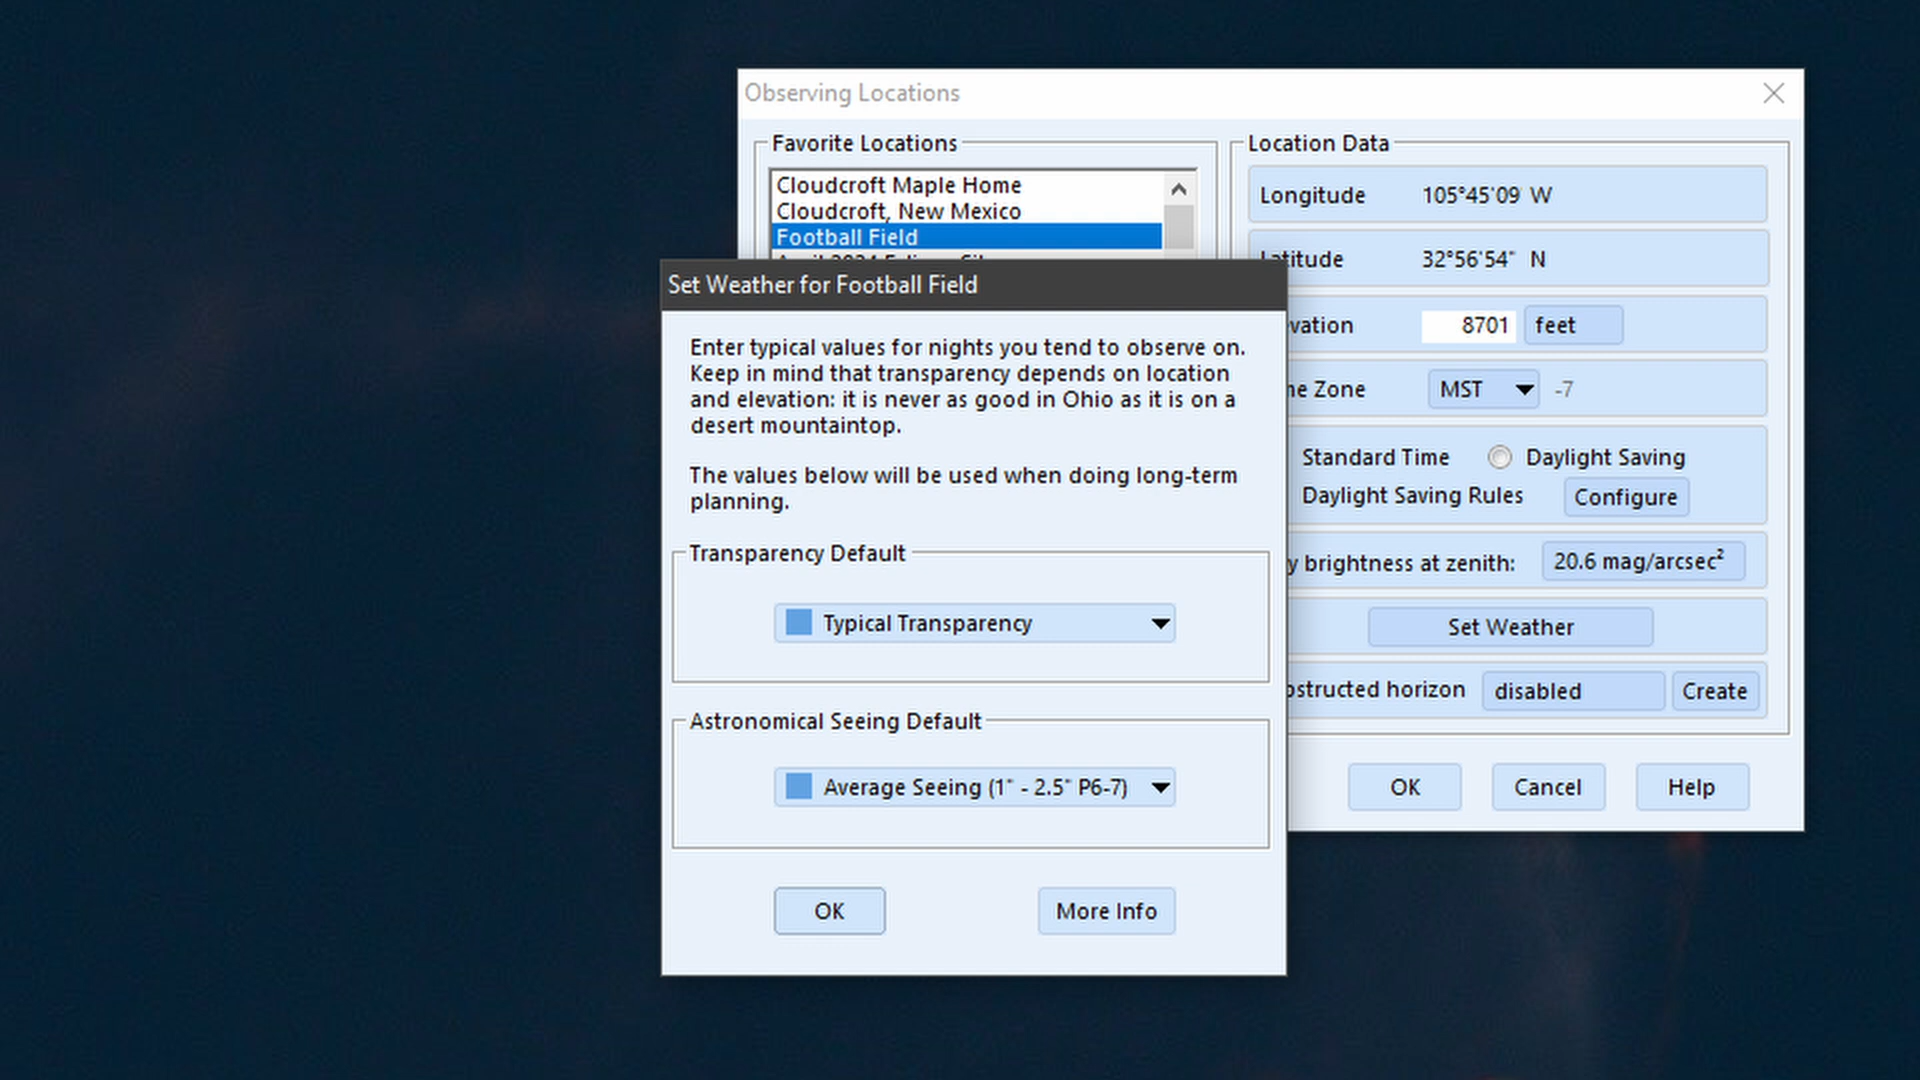 Observing Locations
Favorite Locations
Cloudcroft Maple Home
Cloudcroft, New Mexico
Football Field
Location Data
Longitude 105°45'09 W
Latitude 32°56'54" N
8701 feet
Zone MST -7
Standard Time Daylight Saving
Daylight Saving Rules Configure
brightness at zenith: 20.6 mag/arcsec²
Set Weather
horizon disabled Create
OK Cancel Help
Set Weather for Football Field
Enter typical values for nights you tend to observe on.
Keep in mind that transparency depends on location
and elevation: it is never as good in Ohio as it is on a
desert mountaintop.
The values below will be used when doing long-term
planning.
Transparency Default
Typical Transparency
Astronomical Seeing Default
Average Seeing (1" - 2.5" P6-7)
OK More Info